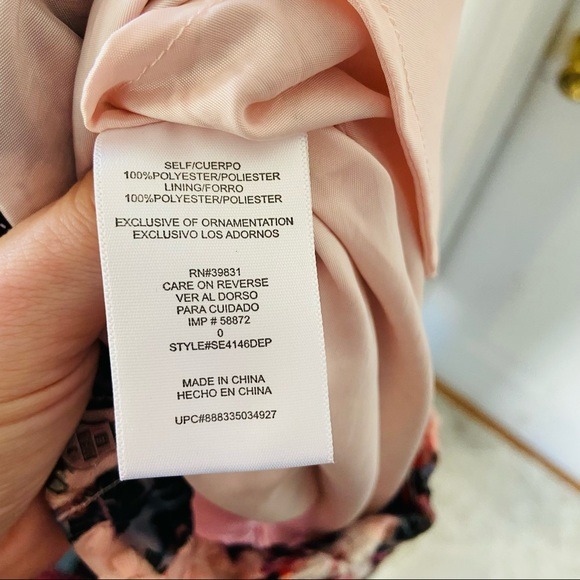 SELF/CUERPO
100%POLYESTER/POLIESTER
LINING/FORRO
100%POLYESTER/POLIESTER
EXCLUSIVE OF ORNAMENTATION
EXCLUSIVO LOS ADORNOS
RN#39831
CARE ON REVERSE
VER AL DORSO
PARA CUIDADO
IMP # 58872
0
STYLE#SE4146DEP
MADE IN CHINA
HECHO EN CHINA
UPC#888335034927